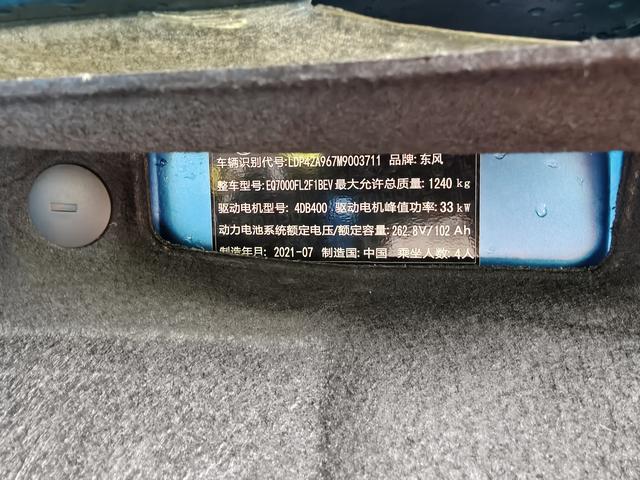 车辆识别代号:LDP42A967M9003711 品牌: 东风
整车型号:EQ7000FL2F1BEV 最大允许总质量: 1240 kg
驱动电机型号: 4DB400 驱动电机峰值功率: 33 kW
动力电池系统额定电压/额定容量: 262.8V/102 Ah
制造年月: 2021-07 制造国: 中国 乘坐人数: 4人